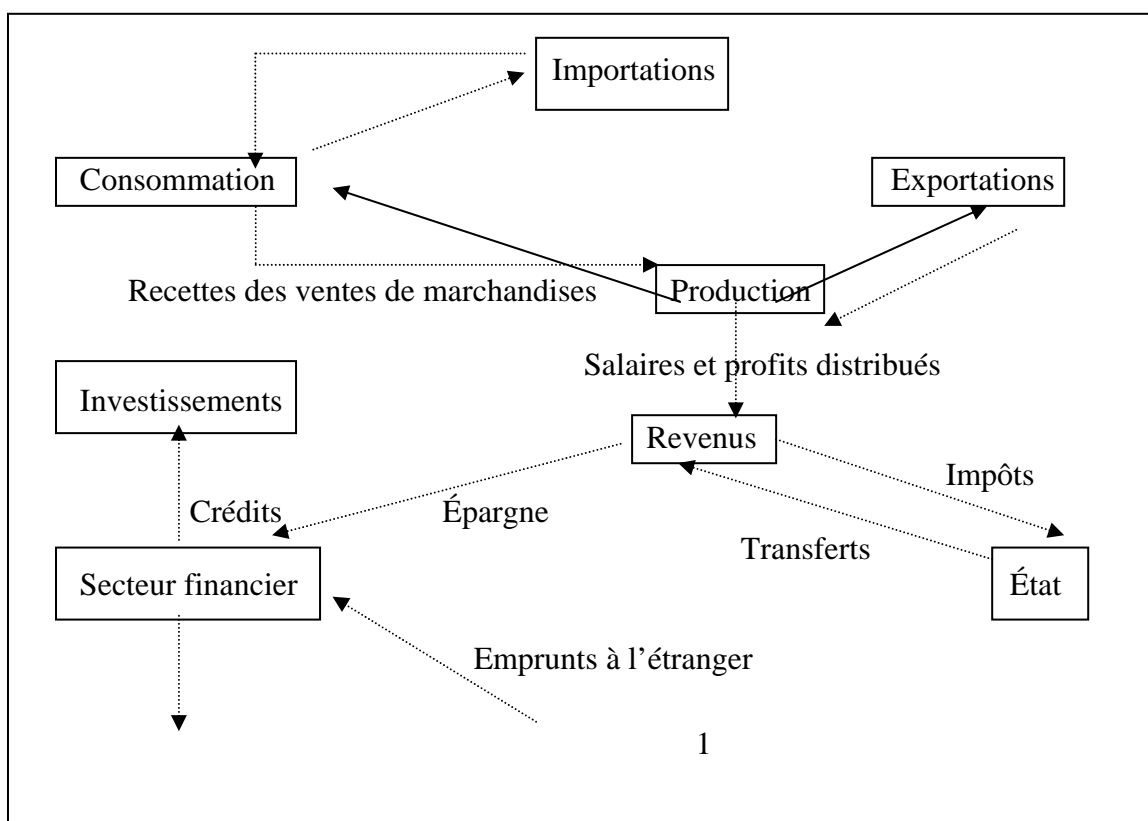 Importations
Consommation
Exportations
Recettes des ventes de marchandises
Production
Salaires et profits distribués
Investissements
Revenus
Impôts
Crédits
Épargne
Transferts
Secteur financier
État
Emprunts à l’étranger
1